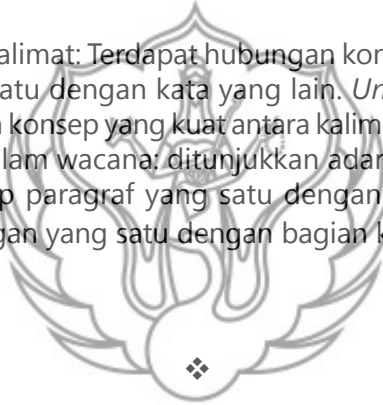 alimat: Terdapat hubungan kon
atu dengan kata yang lain. Un
konsep yang kuat antara kalim
lam wacana: ditunjukkan adan
p paragraf yang satu dengan
gan yang satu dengan bagian k